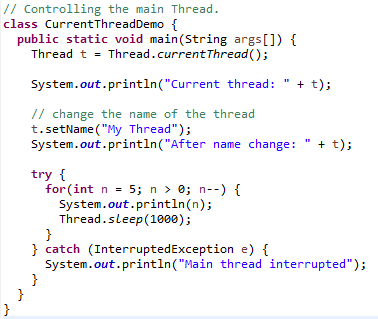 // Controlling the main Thread.
class CurrentThreadDemo {
  public static void main(String args[]) {
    Thread t = Thread.currentThread();

    System.out.println("Current thread: " + t);

    // change the name of the thread
    t.setName("My Thread");
    System.out.println("After name change: " + t);

    try {
      for(int n = 5; n > 0; n--) {
        System.out.println(n);
        Thread.sleep(1000);
      }
    } catch (InterruptedException e) {
      System.out.println("Main thread interrupted");
    }
  }
}